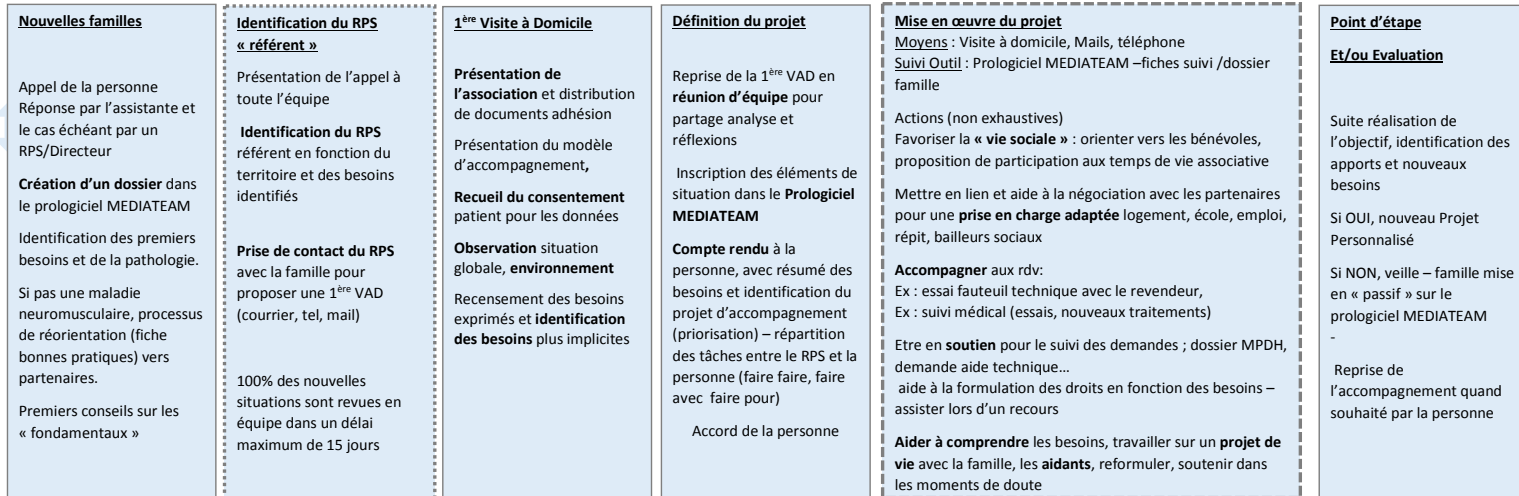 Nouvelles familles
Appel de la personne
Réponse par l'assistante et
le cas échéant par un
RPS/Directeur
Création d'un dossier dans
le prologiciel MEDIATEAM
Identification des premiers
besoins et de la pathologie.
Si pas une maladie
neuromusculaire, processus
de réorientation (fiche
bonnes pratiques) vers
partenaires.
Premiers conseils sur les
« fondamentaux »
Identification du RPS
« référent »
Présentation de l'appel à
toute l'équipe
Identification du RPS
référent en fonction du
territoire et des besoins
identifiés
Prise de contact du RPS
avec la famille pour
proposer une 1ère VAD
(courrier, tel, mail)
100% des nouvelles
situations sont revues en
équipe dans un délai
maximum de 15 jours
1ère Visite à Domicile
Présentation de
l'association et distribution
de documents adhésion
Présentation du modèle
d'accompagnement,
Recueil du consentement
patient pour les données
Observation situation
globale, environnement
Recensement des besoins
exprimés et identification
des besoins plus implicites
Définition du projet
Reprise de la 1ère VAD en
réunion d'équipe pour
partage analyse et
réflexions
Inscription des éléments de
situation dans le Prologiciel
MEDIATEAM
Compte rendu à la
personne, avec résumé des
besoins et identification du
projet d'accompagnement
(priorisation) – répartition
des tâches entre le RPS et la
personne (faire faire, faire
avec faire pour)
Accord de la personne
Mise en œuvre du projet
Moyens : Visite à domicile, Mails, téléphone
Suivi Outil : Prologiciel MEDIATEAM –fiches suivi /dossier
famille
Actions (non exhaustives)
Favoriser la « vie sociale » : orienter vers les bénévoles,
proposition de participation aux temps de vie associative
Mettre en lien et aide à la négociation avec les partenaires
pour une prise en charge adaptée logement, école, emploi,
répit, bailleurs sociaux
Accompagner aux rdv:
Ex : essai fauteuil technique avec le revendeur,
Ex : suivi médical (essais, nouveaux traitements)
Etre en soutien pour le suivi des demandes ; dossier MPDH,
demande aide technique…
aide à la formulation des droits en fonction des besoins –
assister lors d'un recours
Aider à comprendre les besoins, travailler sur un projet de
vie avec la famille, les aidants, reformuler, soutenir dans
les moments de doute
Point d'étape
Et/ou Evaluation
Suite réalisation de
l'objectif, identification des
apports et nouveaux
besoins
Si OUI, nouveau Projet
Personnalisé
Si NON, veille – famille mise
en « passif » sur le
prologiciel MEDIATEAM
-
Reprise de
l'accompagnement quand
souhaité par la personne